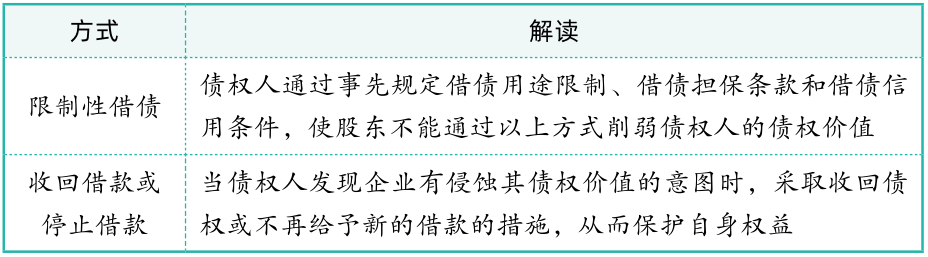 方式
解读
限制性借债
债权人通过事先规定借债用途限制、借债担保条款和借债信
用条件，使股东不能通过以上方式削弱债权人的债权价值
收回借款或
停止借款
当债权人发现企业有侵蚀其债权价值的意图时，采取收回债
权或不再给予新的借款的措施，从而保护自身权益